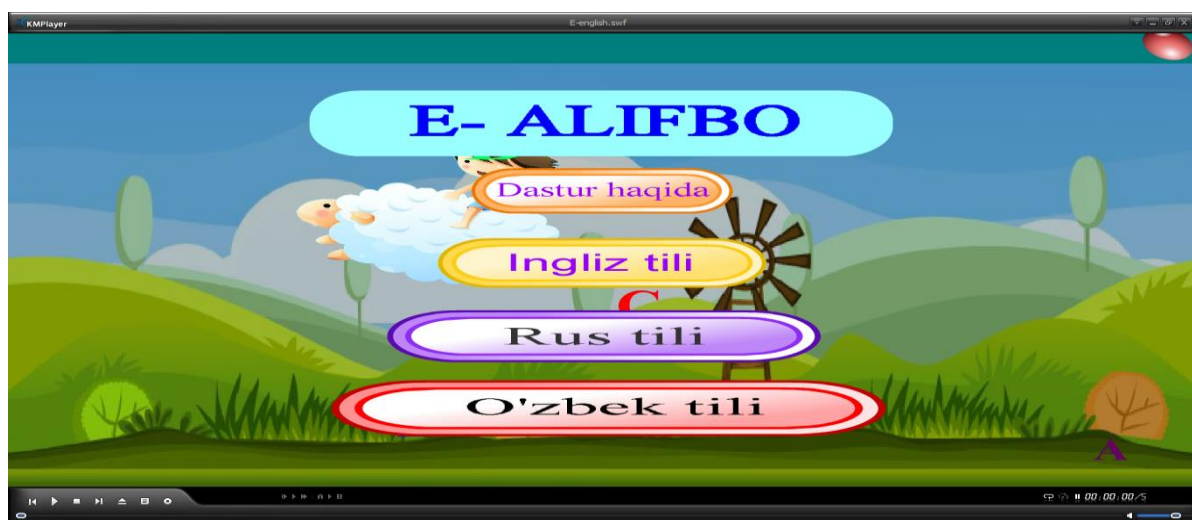 KMPlayer
E-english.swf
E- ALIFBO
Dastur haqida
Ingliz tili
C
Rus tili
O'zbek tili
A
00:00:00/5